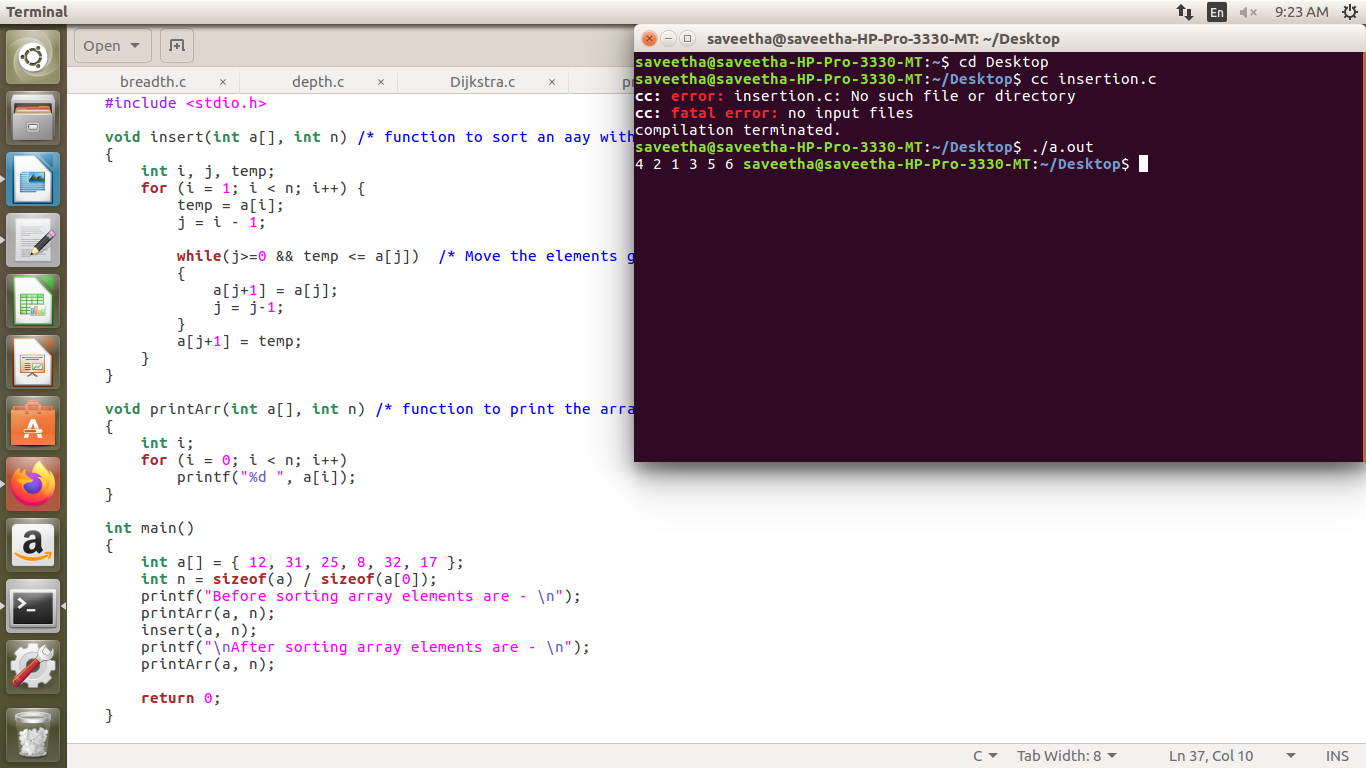 Terminal
En
9:23 AM
Open
breadth.c × depth.c × Dijkstra.c ×
#include <stdio.h>
void insert(int a[], int n) /* function to sort an aay with
{
int i, j, temp;
for (i = 1; i < n; i++) {
temp = a[i];
j = i - 1;
while(j>=0 && temp <= a[j]) /* Move the elements
{
a[j+1] = a[j];
j = j-1;
}
a[j+1] = temp;
}
}
void printArr(int a[], int n) /* function to print the arra
{
int i;
for (i = 0; i < n; i++)
printf("%d ", a[i]);
}
int main()
{
int a[] = { 12, 31, 25, 8, 32, 17 };
int n = sizeof(a) / sizeof(a[0]);
printf("Before sorting array elements are - \n");
printArr(a, n);
insert(a, n);
printf("\nAfter sorting array elements are - \n");
printArr(a, n);
return 0;
}
C
Tab Width: 8
Ln 37, Col 10
INS
saveetha@saveetha-HP-Pro-3330-MT: ~/Desktop
saveetha@saveetha-HP-Pro-3330-MT:~$ cd Desktop
saveetha@saveetha-HP-Pro-3330-MT:~/Desktop$ cc insertion.c
cc: error: insertion.c: No such file or directory
cc: fatal error: no input files
compilation terminated.
saveetha@saveetha-HP-Pro-3330-MT:~/Desktop$ ./a.out
4 2 1 3 5 6 saveetha@saveetha-HP-Pro-3330-MT:~/Desktop$